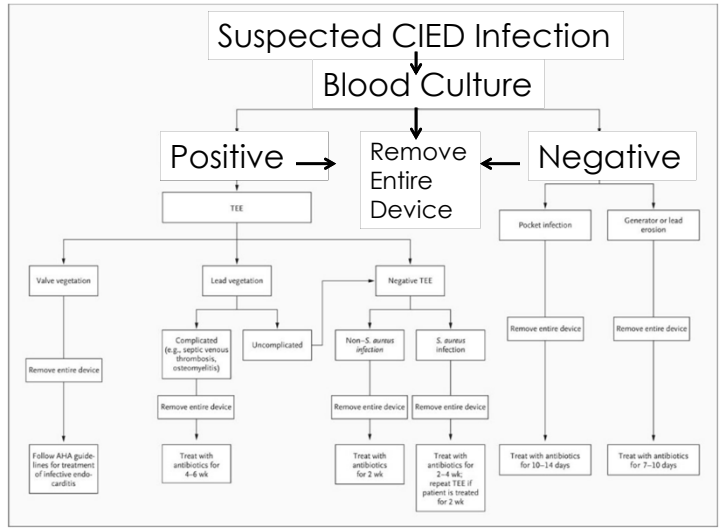 Suspected CIED Infection
Blood Culture
Positive
Remove
Entire
Device
Negative
TEE
Pocket infection
Generator or lead
erosion
Valve vegetation
Lead vegetation
Negative TEE
Complicated
(e.g., septic venous
thrombosis,
osteomyelitis)
Uncomplicated
Non–S. aureus
infection
S. aureus
infection
Remove entire device
Remove entire device
Remove entire device
Remove entire device
Remove entire device
Remove entire device
Follow AHA guide-
lines for treatment
of infective endo-
carditis
Treat with
antibiotics for
4–6 wk
Treat with
antibiotics
for 2 wk
Treat with
antibiotics for
2–4 wk;
repeat TEE if
patient is treated
for 2 wk
Treat with antibiotics
for 10–14 days
Treat with antibiotics
for 7–10 days